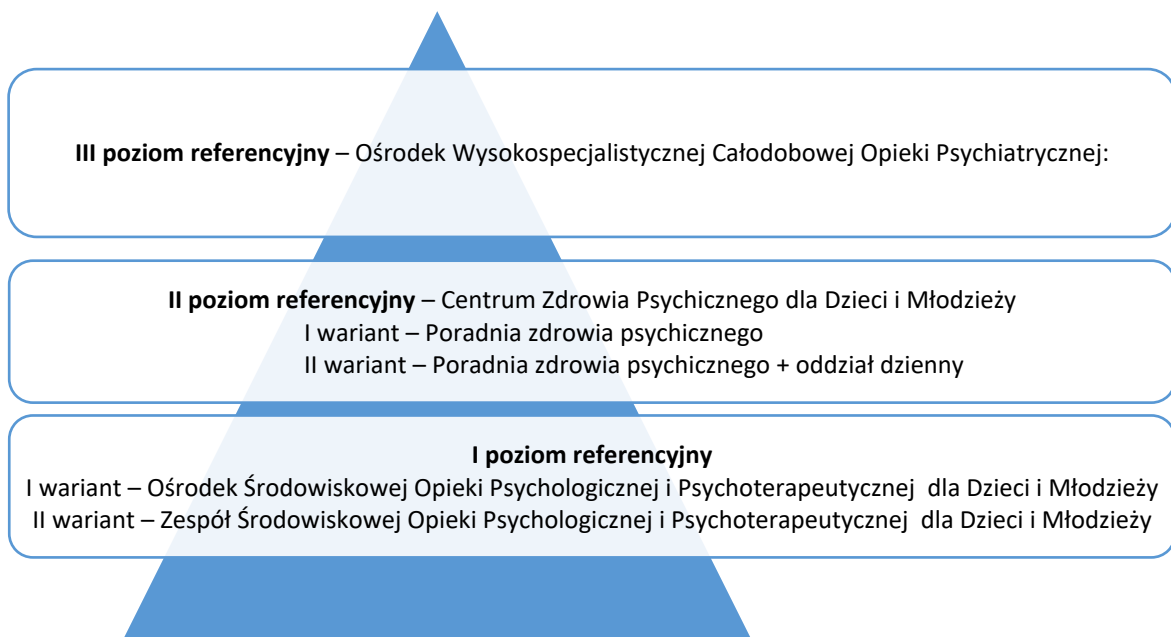 III poziom referencyjny – Ośrodek Wysokospecjalistycznej Całodobowej Opieki Psychiatrycznej:
II poziom referencyjny – Centrum Zdrowia Psychicznego dla Dzieci i Młodzieży
I wariant – Poradnia zdrowia psychicznego
II wariant – Poradnia zdrowia psychicznego + oddział dzienny
I poziom referencyjny
I wariant – Ośrodek Środowiskowej Opieki Psychologicznej i Psychoterapeutycznej dla Dzieci i Młodzieży
II wariant – Zespół Środowiskowej Opieki Psychologicznej i Psychoterapeutycznej dla Dzieci i Młodzieży